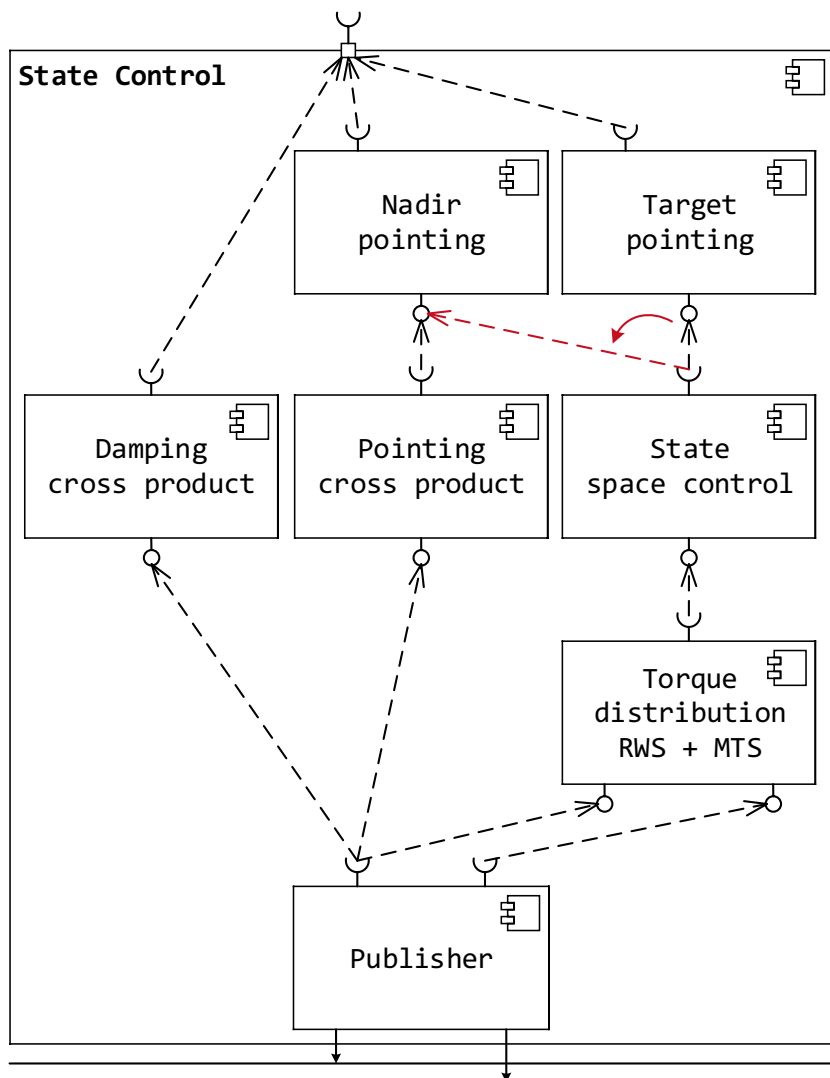 State Control
Nadir
pointing
Target
pointing
Damping
cross product
Pointing
cross product
State
space control
Torque
distribution
RWS + MTS
Publisher